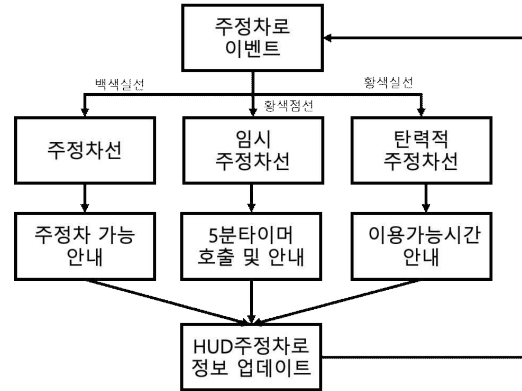 주정차로
이벤트
백색실선
황색점선
황색실선
주정차선
임시
주정차선
탄력적
주정차선
주정차 가능
안내
5분타이머
호출 및 안내
이용가능시간
안내
HUD주정차로
정보 업데이트